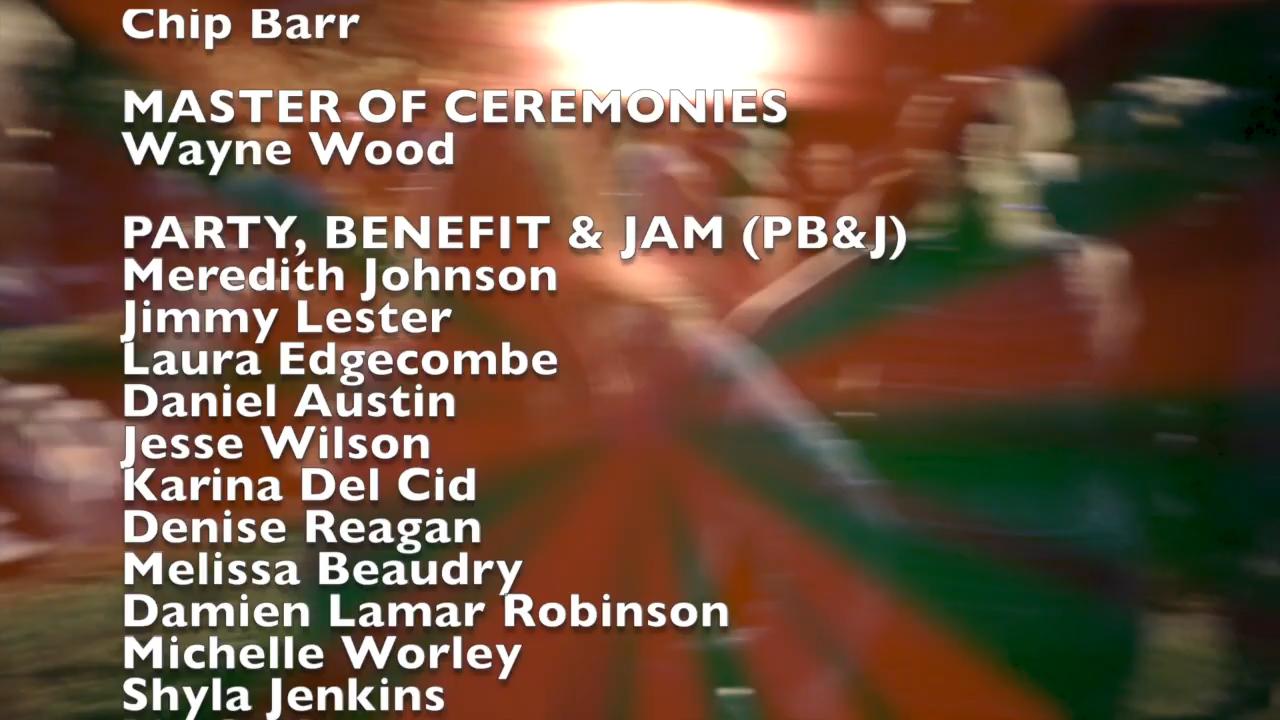 Chip Barr
MASTER OF CEREMONIES
Wayne Wood
PARTY, BENEFIT & JAM (PB&J)
Meredith Johnson
Jimmy Lester
Laura Edgecombe
Daniel Austin
Jesse Wilson
Karina Del Cid
Denise Reagan
Melissa Beaudry
Damien Lamar Robinson
Michelle Worley
Shyla Jenkins